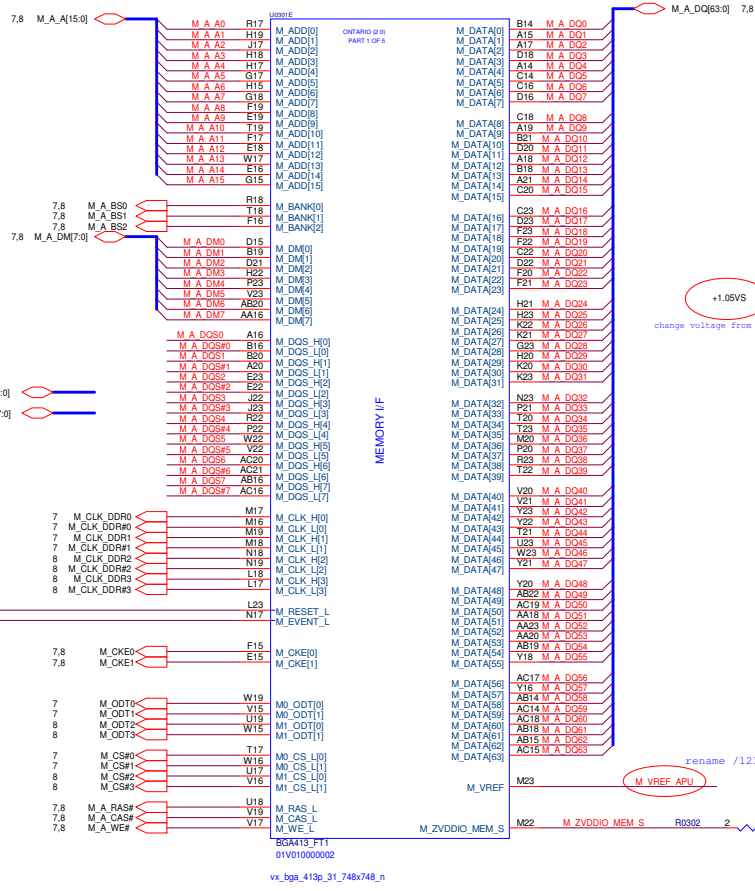 7,8 M_A_A[15:0]
U0301E
ONTARIO (2.0)
PART 1 OF 5
M_A_DQ[63:0] 7,8
M_A_A0 R17 M_ADD[0]
M_A_A1 H19 M_ADD[1]
M_A_A2 J17 M_ADD[2]
M_A_A3 H18 M_ADD[3]
M_A_A4 H17 M_ADD[4]
M_A_A5 G17 M_ADD[5]
M_A_A6 H15 M_ADD[6]
M_A_A7 G18 M_ADD[7]
M_A_A8 F19 M_ADD[8]
M_A_A9 E19 M_ADD[9]
M_A_A10 T19 M_ADD[10]
M_A_A11 F17 M_ADD[11]
M_A_A12 E18 M_ADD[12]
M_A_A13 W17 M_ADD[13]
M_A_A14 E16 M_ADD[14]
M_A_A15 G15 M_ADD[15]
7,8 M_A_BS0 R18 M_BANK[0]
7,8 M_A_BS1 T18 M_BANK[1]
7,8 M_A_BS2 F16 M_BANK[2]
7,8 M_A_DM[7:0]
M_A_DM0 D15 M_DM[0]
M_A_DM1 B19 M_DM[1]
M_A_DM2 D21 M_DM[2]
M_A_DM3 H22 M_DM[3]
M_A_DM4 P23 M_DM[4]
M_A_DM5 V23 M_DM[5]
M_A_DM6 AB20 M_DM[6]
M_A_DM7 AA16 M_DM[7]
M_A_DQS0 A16 M_DQS_H[0]
M_A_DQS#0 B16 M_DQS_L[0]
M_A_DQS1 B20 M_DQS_H[1]
M_A_DQS#1 A20 M_DQS_L[1]
M_A_DQS2 E23 M_DQS_H[2]
M_A_DQS#2 E22 M_DQS_L[2]
M_A_DQS3 J22 M_DQS_H[3]
M_A_DQS#3 J23 M_DQS_L[3]
M_A_DQS4 R22 M_DQS_H[4]
M_A_DQS#4 P22 M_DQS_L[4]
M_A_DQS5 W22 M_DQS_H[5]
M_A_DQS#5 V22 M_DQS_L[5]
M_A_DQS6 AC20 M_DQS_H[6]
M_A_DQS#6 AC21 M_DQS_L[6]
M_A_DQS7 AB16 M_DQS_H[7]
M_A_DQS#7 AC16 M_DQS_L[7]
:0]
7:0]
7 M_CLK_DDR0 M17 M_CLK_H[0]
7 M_CLK_DDR#0 M16 M_CLK_L[0]
7 M_CLK_DDR1 M19 M_CLK_H[1]
7 M_CLK_DDR#1 M18 M_CLK_L[1]
8 M_CLK_DDR2 N18 M_CLK_H[2]
8 M_CLK_DDR#2 N19 M_CLK_L[2]
8 M_CLK_DDR3 L18 M_CLK_H[3]
8 M_CLK_DDR#3 L17 M_CLK_L[3]
L23 M_RESET_L
N17 M_EVENT_L
7,8 M_CKE0 F15 M_CKE[0]
7,8 M_CKE1 E15 M_CKE[1]
7 M_ODT0 W19 M0_ODT[0]
7 M_ODT1 V15 M0_ODT[1]
8 M_ODT2 U19 M1_ODT[0]
8 M_ODT3 W15 M1_ODT[1]
7 M_CS#0 T17 M0_CS_L[0]
7 M_CS#1 W16 M0_CS_L[1]
8 M_CS#2 U17 M1_CS_L[0]
8 M_CS#3 V16 M1_CS_L[1]
7,8 M_A_RAS# U18 M_RAS_L
7,8 M_A_CAS# V19 M_CAS_L
7,8 M_A_WE# V17 M_WE_L
MEMORY I/F
M_DATA[0] B14 M_A_DQ0
M_DATA[1] A15 M_A_DQ1
M_DATA[2] A17 M_A_DQ2
M_DATA[3] D18 M_A_DQ3
M_DATA[4] A14 M_A_DQ4
M_DATA[5] C14 M_A_DQ5
M_DATA[6] C16 M_A_DQ6
M_DATA[7] D16 M_A_DQ7
M_DATA[8] C18 M_A_DQ8
M_DATA[9] A19 M_A_DQ9
M_DATA[10] B21 M_A_DQ10
M_DATA[11] D20 M_A_DQ11
M_DATA[12] A18 M_A_DQ12
M_DATA[13] B18 M_A_DQ13
M_DATA[14] A21 M_A_DQ14
M_DATA[15] C20 M_A_DQ15
M_DATA[16] C23 M_A_DQ16
M_DATA[17] D23 M_A_DQ17
M_DATA[18] F23 M_A_DQ18
M_DATA[19] F22 M_A_DQ19
M_DATA[20] C22 M_A_DQ20
M_DATA[21] D22 M_A_DQ21
M_DATA[22] F20 M_A_DQ22
M_DATA[23] F21 M_A_DQ23
M_DATA[24] H21 M_A_DQ24
M_DATA[25] H23 M_A_DQ25
M_DATA[26] K22 M_A_DQ26
M_DATA[27] K21 M_A_DQ27
M_DATA[28] G23 M_A_DQ28
M_DATA[29] H20 M_A_DQ29
M_DATA[30] K20 M_A_DQ30
M_DATA[31] K23 M_A_DQ31
M_DATA[32] N23 M_A_DQ32
M_DATA[33] P21 M_A_DQ33
M_DATA[34] T20 M_A_DQ34
M_DATA[35] T23 M_A_DQ35
M_DATA[36] M20 M_A_DQ36
M_DATA[37] P20 M_A_DQ37
M_DATA[38] R23 M_A_DQ38
M_DATA[39] T22 M_A_DQ39
M_DATA[40] V20 M_A_DQ40
M_DATA[41] V21 M_A_DQ41
M_DATA[42] Y23 M_A_DQ42
M_DATA[43] Y22 M_A_DQ43
M_DATA[44] T21 M_A_DQ44
M_DATA[45] U23 M_A_DQ45
M_DATA[46] W23 M_A_DQ46
M_DATA[47] Y21 M_A_DQ47
M_DATA[48] Y20 M_A_DQ48
M_DATA[49] AB22 M_A_DQ49
M_DATA[50] AC19 M_A_DQ50
M_DATA[51] AA18 M_A_DQ51
M_DATA[52] AA23 M_A_DQ52
M_DATA[53] AA20 M_A_DQ53
M_DATA[54] AB19 M_A_DQ54
M_DATA[55] Y18 M_A_DQ55
M_DATA[56] AC17 M_A_DQ56
M_DATA[57] Y16 M_A_DQ57
M_DATA[58] AB14 M_A_DQ58
M_DATA[59] AC14 M_A_DQ59
M_DATA[60] AC18 M_A_DQ60
M_DATA[61] AB18 M_A_DQ61
M_DATA[62] AB15 M_A_DQ62
M_DATA[63] AC15 M_A_DQ63
+1.05VS
change voltage from
rename /12
M_VREF M23 M_VREF_APU
M_ZVDDIO_MEM_S M22 M_ZVDDIO_MEM_S R0302 2
BGA413_FT1
01V010000002
vx_bga_413p_31_748x748_n